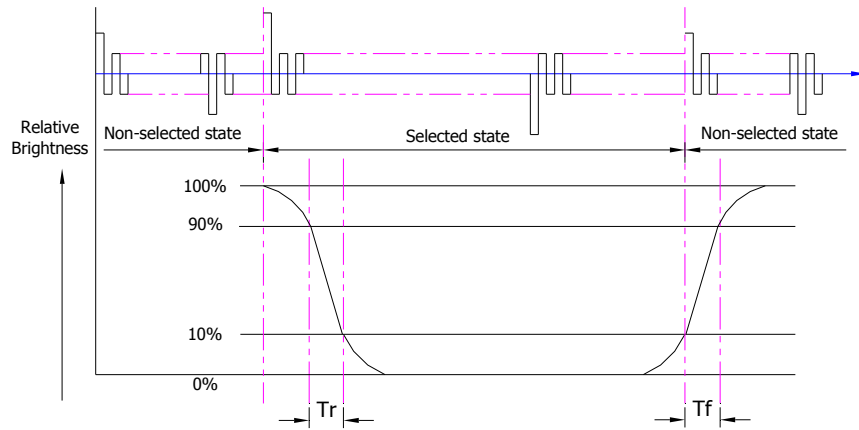 Relative
Brightness
Non-selected state
Selected state
Non-selected state
100%
90%
10%
0%
Tr
Tf